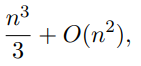 n³/3 + O(n²),